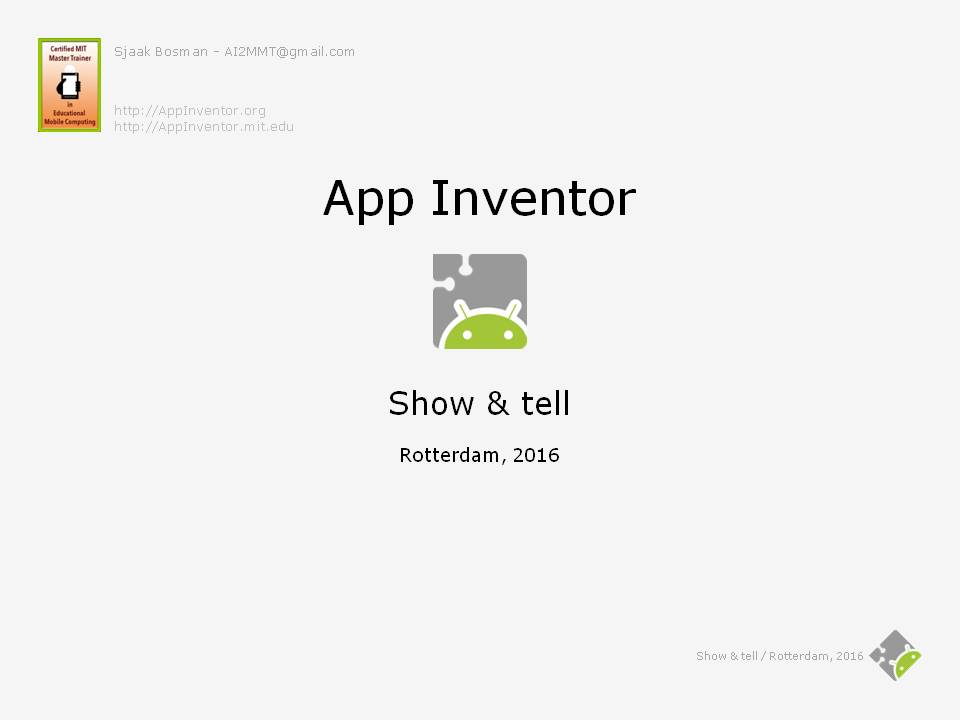 Certified MIT
Master Trainer
in
Educational
Mobile Computing
Sjaak Bosman - AI2MMT@gmail.com
http://AppInventor.org
http://AppInventor.mit.edu
App Inventor
Show & tell
Rotterdam, 2016
Show & tell / Rotterdam, 2016